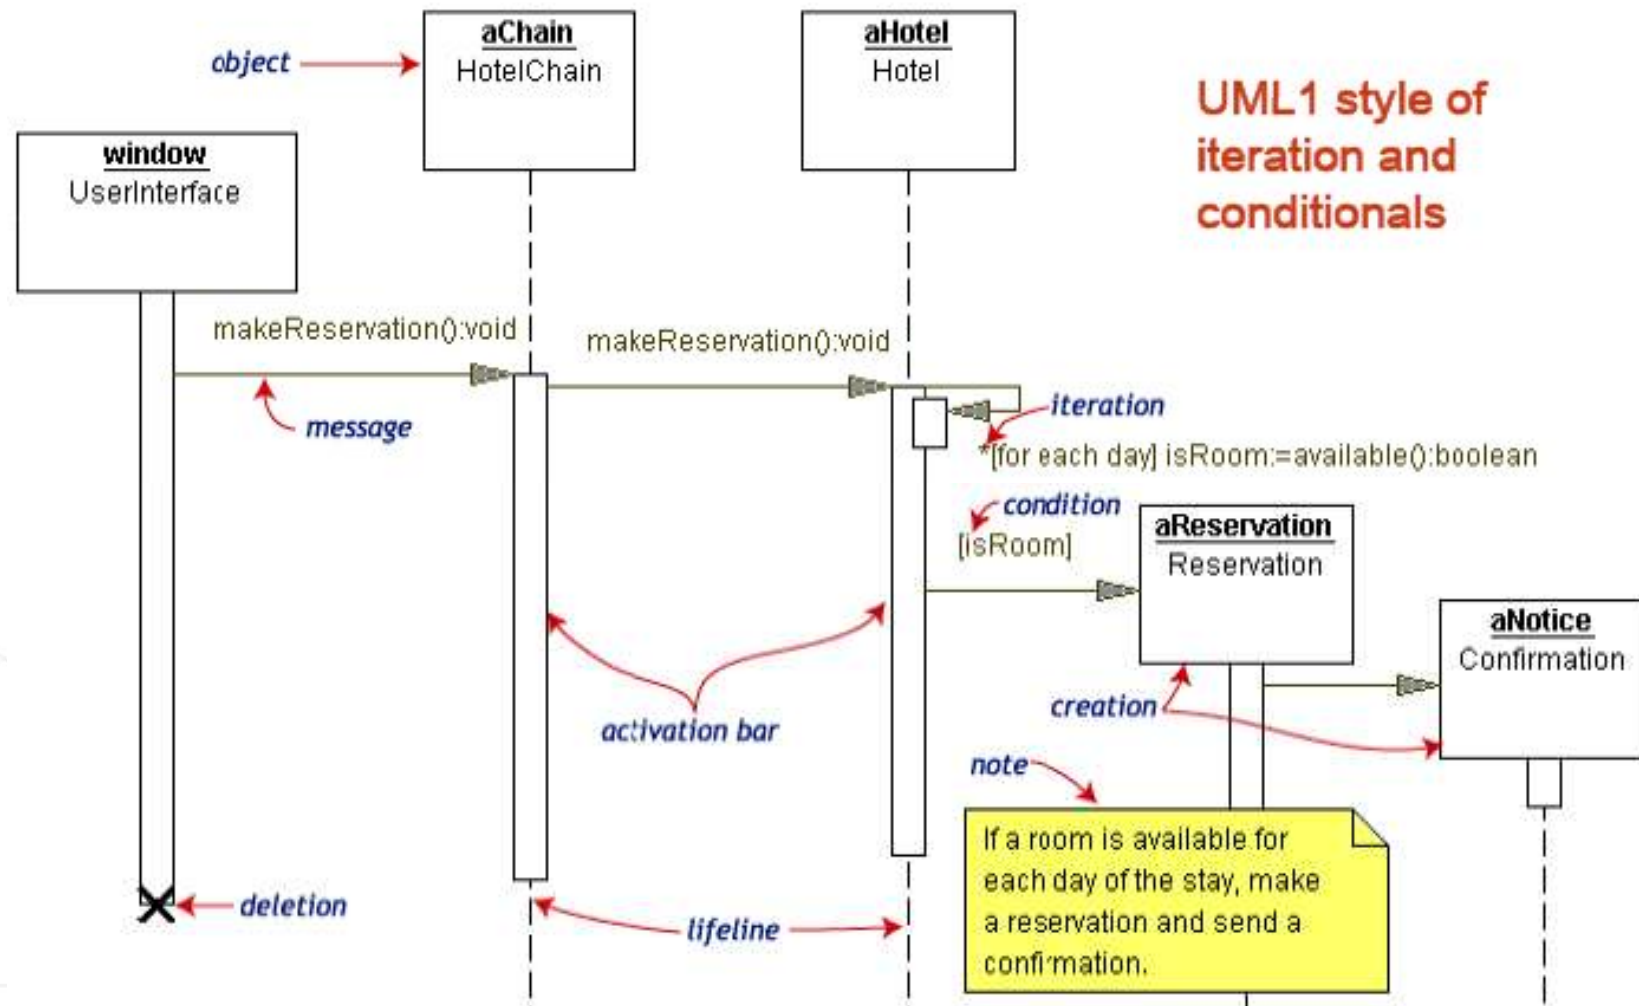 aChain
HotelChain
aHotel
Hotel
object
UML1 style of
iteration and
conditionals
window
UserInterface
makeReservation():void
makeReservation():void
message
iteration
*[for each day] isRoom:=available():boolean
condition
[isRoom]
aReservation
Reservation
aNotice
Confirmation
creation
activation bar
note
If a room is available for
each day of the stay, make
a reservation and send a
confirmation.
deletion
lifeline